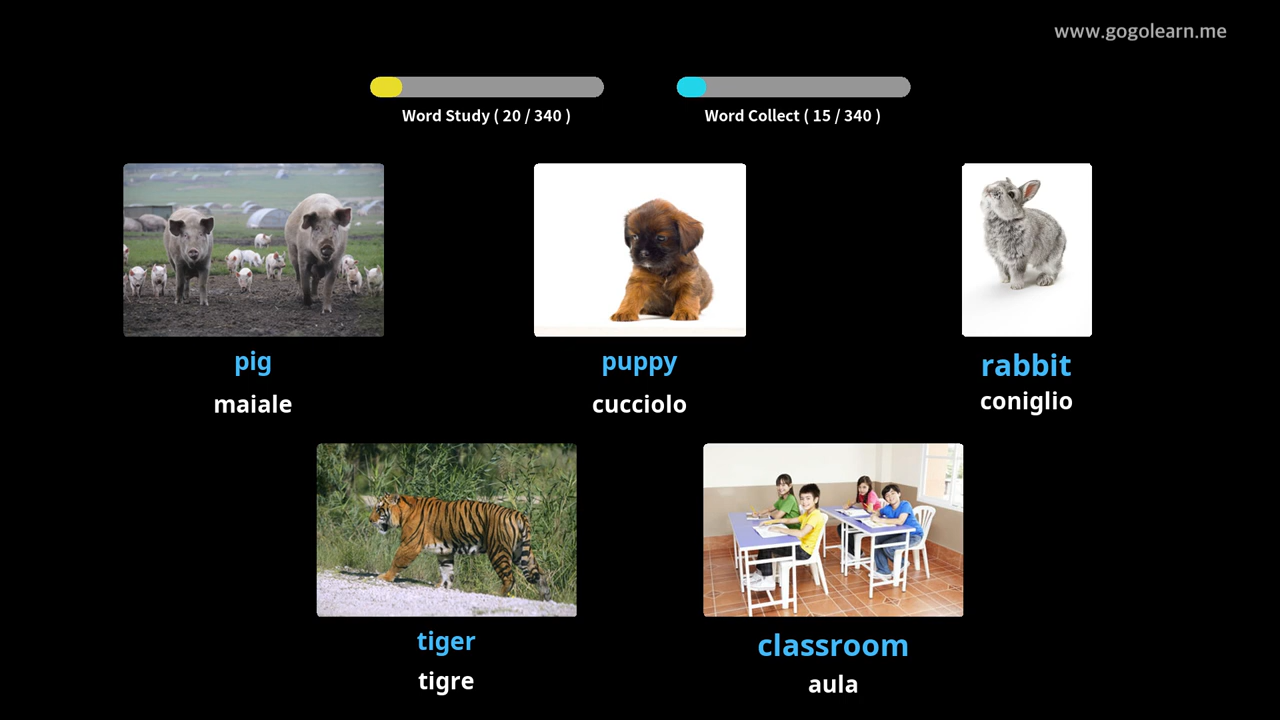 www.gogolearn.me
Word Study ( 20 / 340 )
Word Collect ( 15 / 340 )
pig
maiale
puppy
cucciolo
rabbit
coniglio
tiger
tigre
classroom
aula